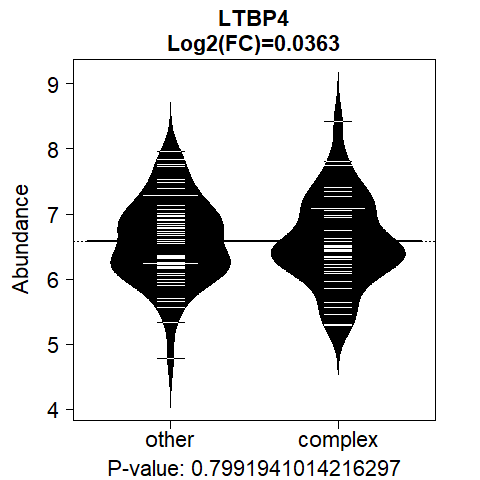 LTBP4
Log2(FC)=0.0363
Abundance
9
8
7
6
5
4
other complex
P-value: 0.7991941014216297